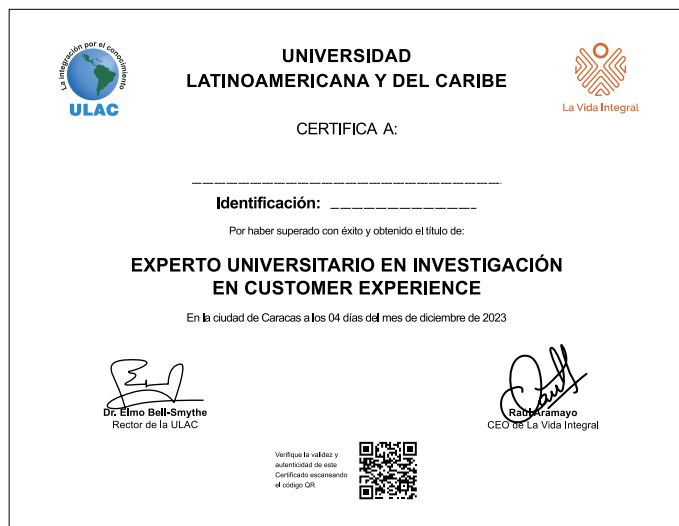 La integración por el conocimiento
ULAC
UNIVERSIDAD
LATINOAMERICANA Y DEL CARIBE
La Vida Integral
CERTIFICA A:
Identificación:
Por haber superado con éxito y obtenido el título de:
EXPERTO UNIVERSITARIO EN INVESTIGACIÓN
EN CUSTOMER EXPERIENCE
En la ciudad de Caracas a los 04 días del mes de diciembre de 2023
Dr. Elmo Bell-Smythe
Rector de la ULAC
Raúl Aramayo
CEO de La Vida Integral
Verifique la validez y
autenticidad de este
Certificado escaneando
el código QR